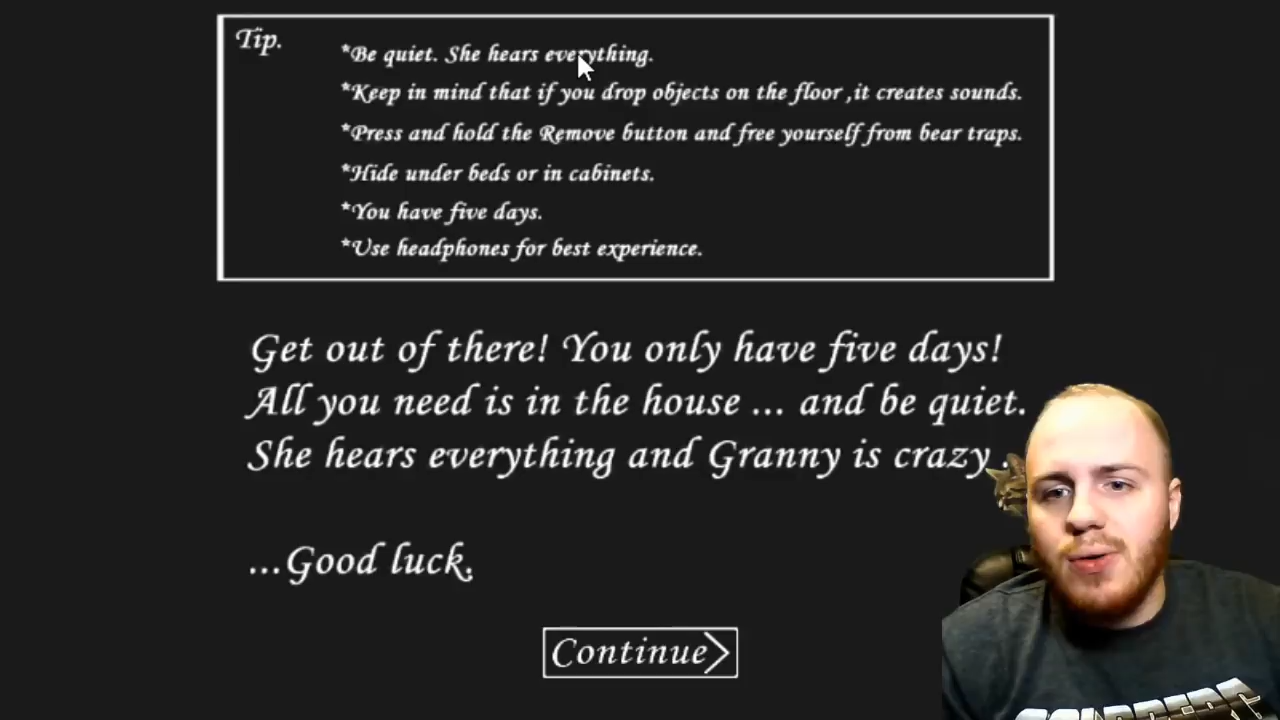 Tip.
*Be quiet. She hears everything.
*Keep in mind that if you drop objects on the floor ,it creates sounds.
*Press and hold the Remove button and free yourself from bear traps.
*Hide under beds or in cabinets.
*You have five days.
*Use headphones for best experience.
Get out of there! You only have five days!
All you need is in the house ... and be quiet.
She hears everything and Granny is crazy .
...Good luck.
Continue>